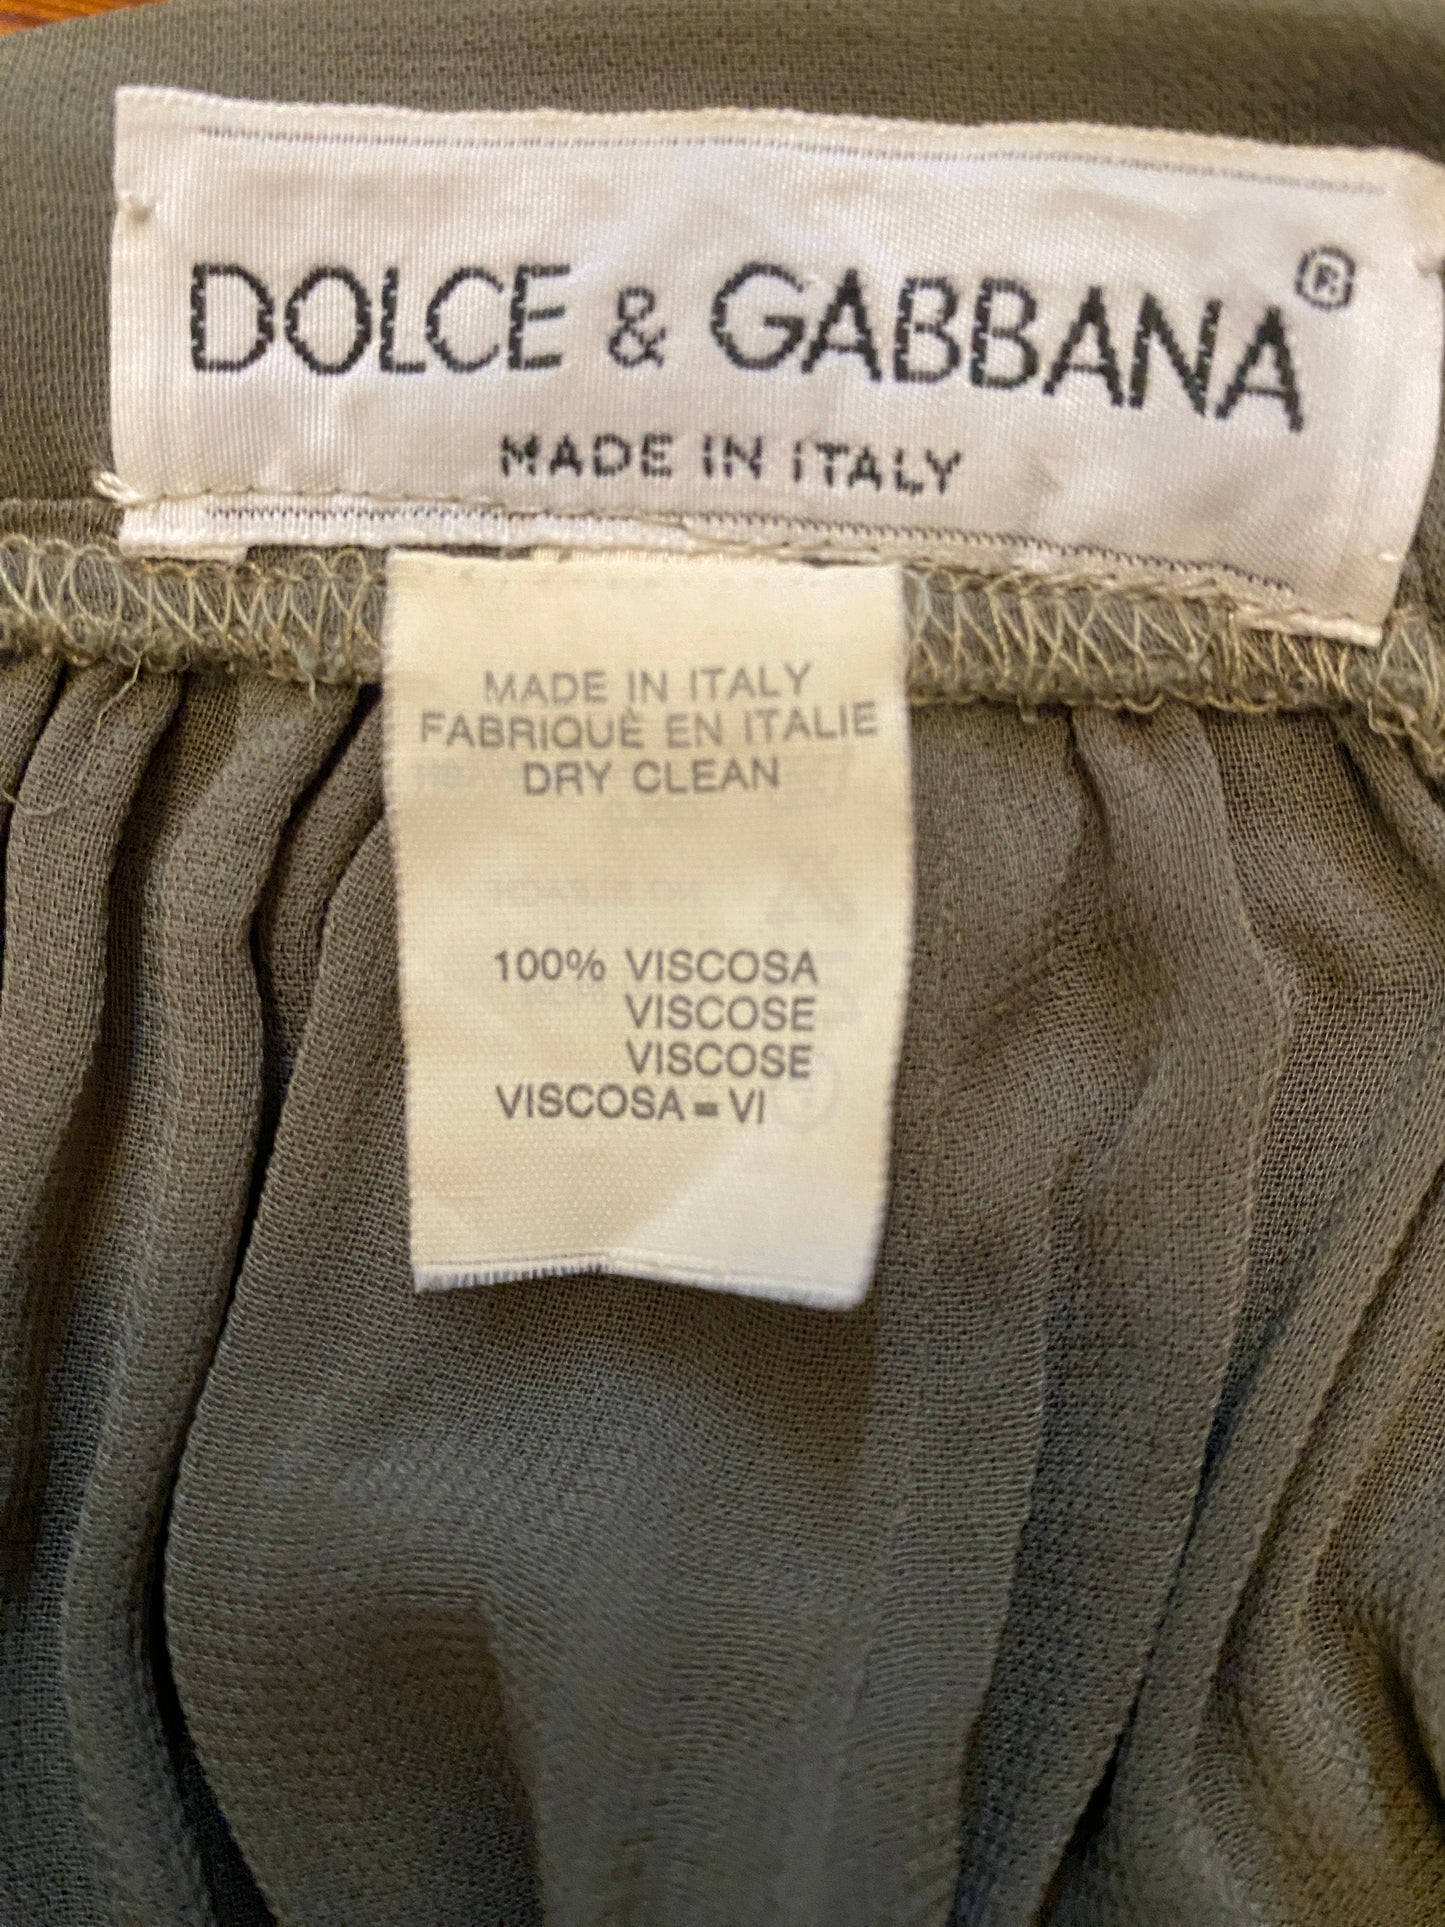 DOLCE & GABBANA®
MADE IN ITALY
MADE IN ITALY
FABRIQUÈ EN ITALIE
DRY CLEAN
100% VISCOSA
VISCOSE
VISCOSE
VISCOSA = VI